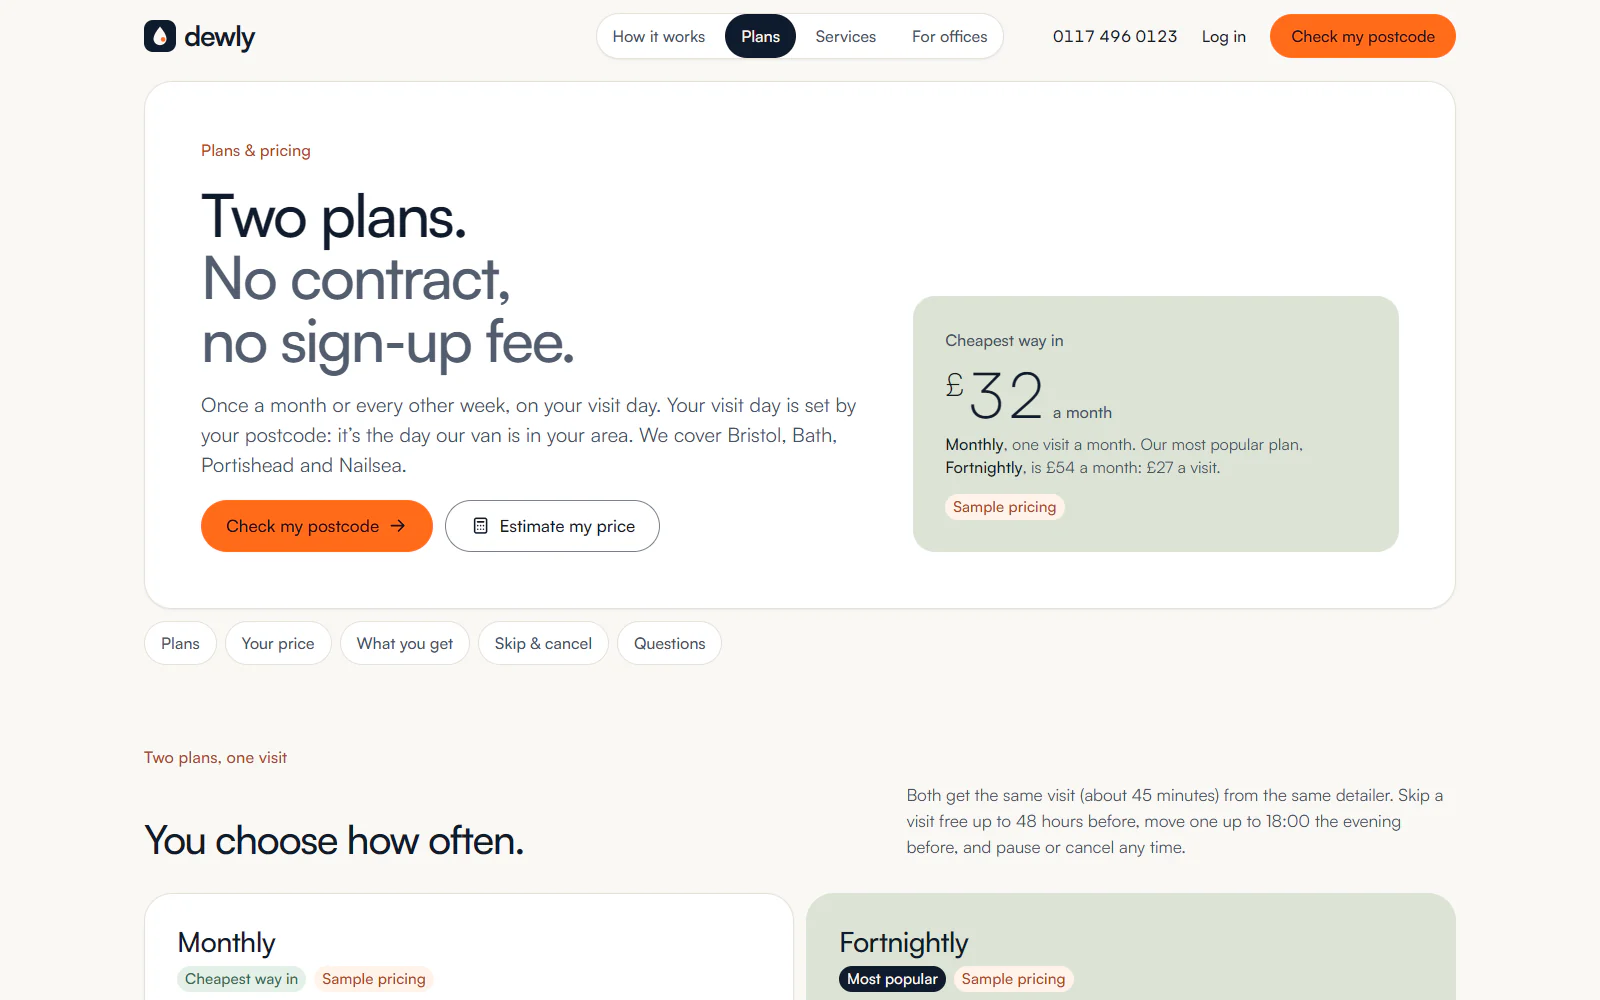 dewly
How it works
Plans
Services
For offices
0117 496 0123
Log in
Check my postcode
Plans & pricing
Two plans.
No contract,
no sign-up fee.
Once a month or every other week, on your visit day. Your visit day is set by
your postcode: it’s the day our van is in your area. We cover Bristol, Bath,
Portishead and Nailsea.
Check my postcode →
Estimate my price
Cheapest way in
£32 a month
Monthly, one visit a month. Our most popular plan,
Fortnightly, is £54 a month: £27 a visit.
Sample pricing
Plans
Your price
What you get
Skip & cancel
Questions
Two plans, one visit
You choose how often.
Both get the same visit (about 45 minutes) from the same detailer. Skip a
visit free up to 48 hours before, move one up to 18:00 the evening
before, and pause or cancel any time.
Monthly
Cheapest way in
Sample pricing
Fortnightly
Most popular
Sample pricing